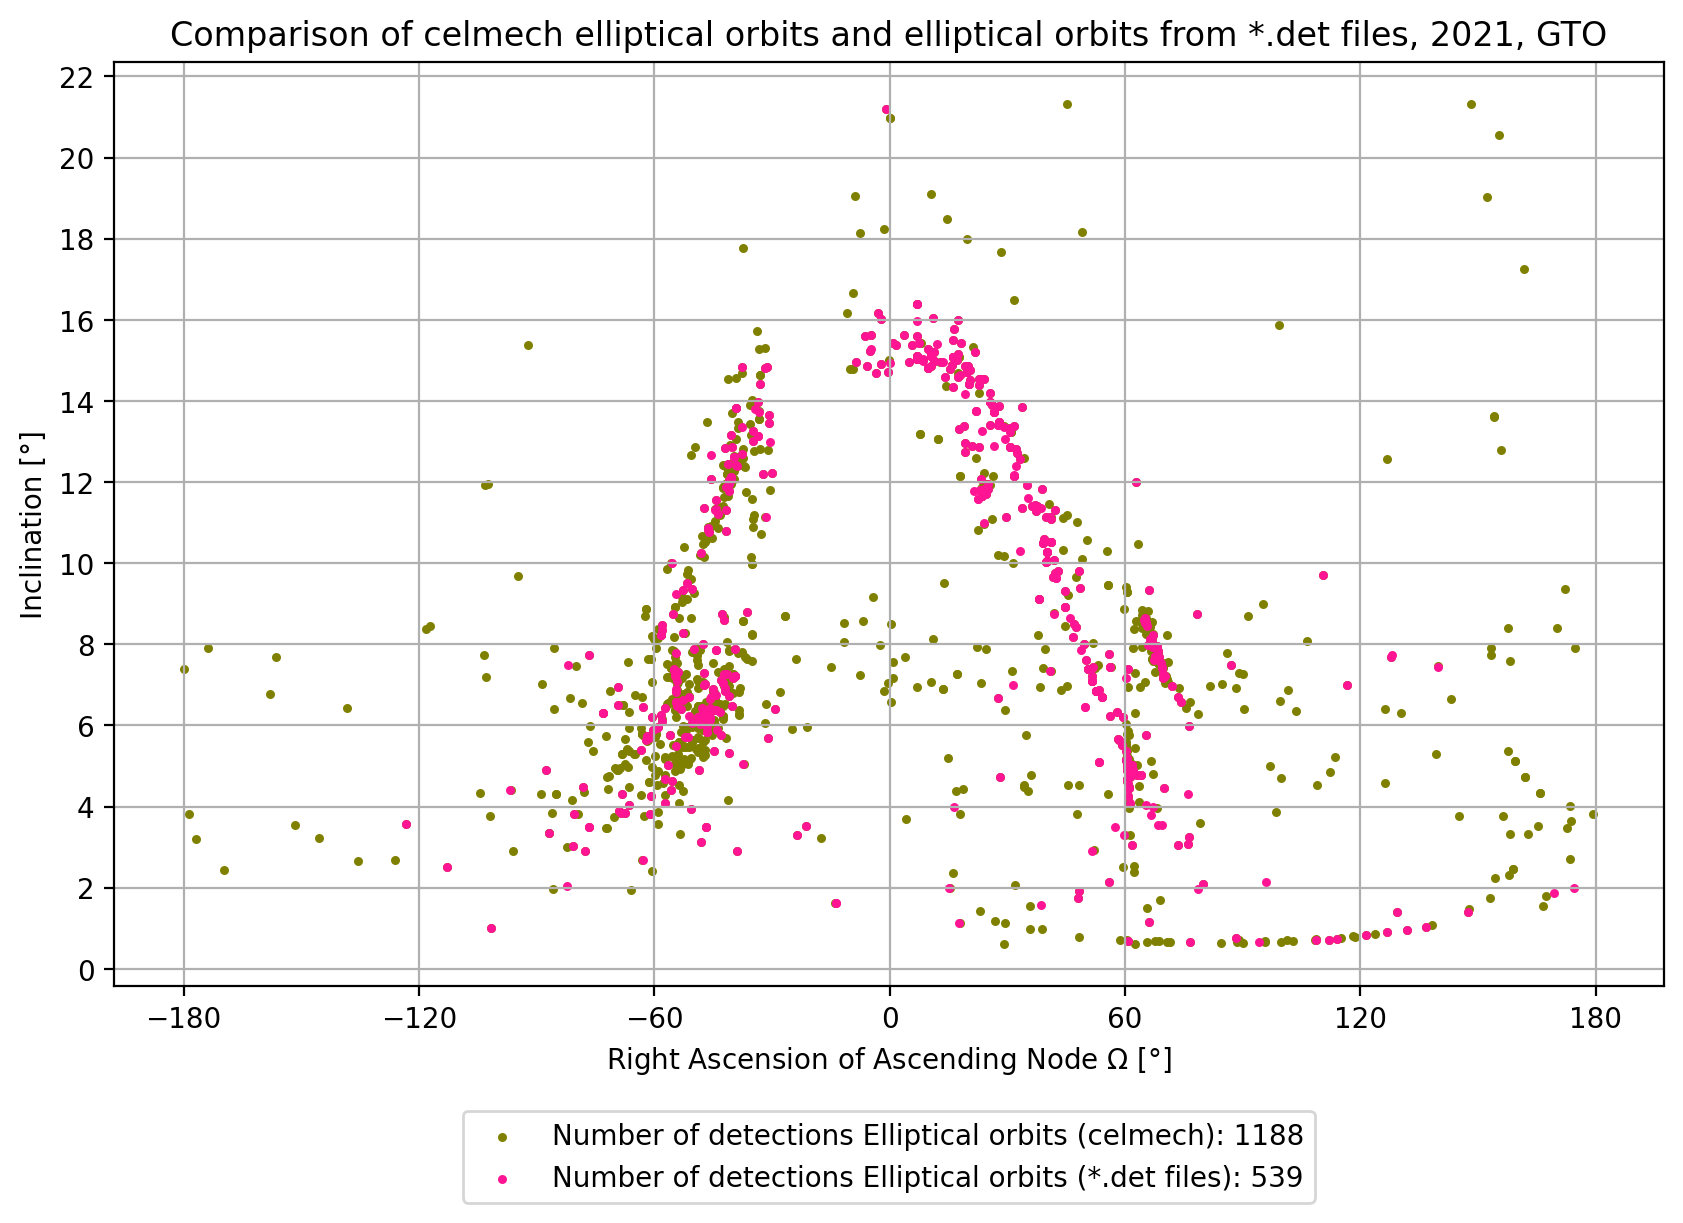 Comparison of celmech elliptical orbits and elliptical orbits from *.det files, 2021, GTO
22
20
18
16
14
12
10
8
6
4
2
0
Inclination [°]
−180 −120 −60 0 60 120 180
Right Ascension of Ascending Node Ω [°]
Number of detections Elliptical orbits (celmech): 1188
Number of detections Elliptical orbits (*.det files): 539